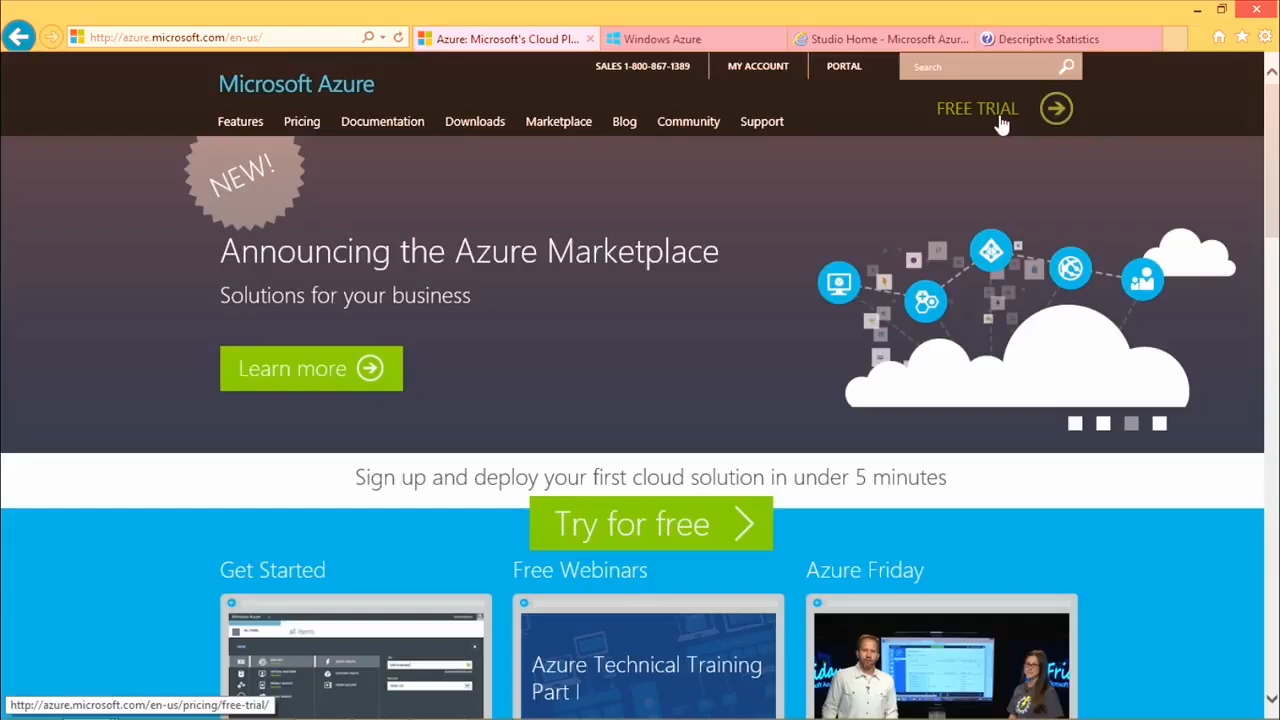 http://azure.microsoft.com/en-us/
Azure: Microsoft's Cloud Pl...
Windows Azure
Studio Home - Microsoft Azur...
Descriptive Statistics
SALES 1-800-867-1389
MY ACCOUNT
PORTAL
Search
Microsoft Azure
FREE TRIAL
Features
Pricing
Documentation
Downloads
Marketplace
Blog
Community
Support
NEW!
Announcing the Azure Marketplace
Solutions for your business
Learn more
Sign up and deploy your first cloud solution in under 5 minutes
Try for free
Get Started
Free Webinars
Azure Friday
all items
Azure Technical Training
Part I
http://azure.microsoft.com/en-us/pricing/free-trial/